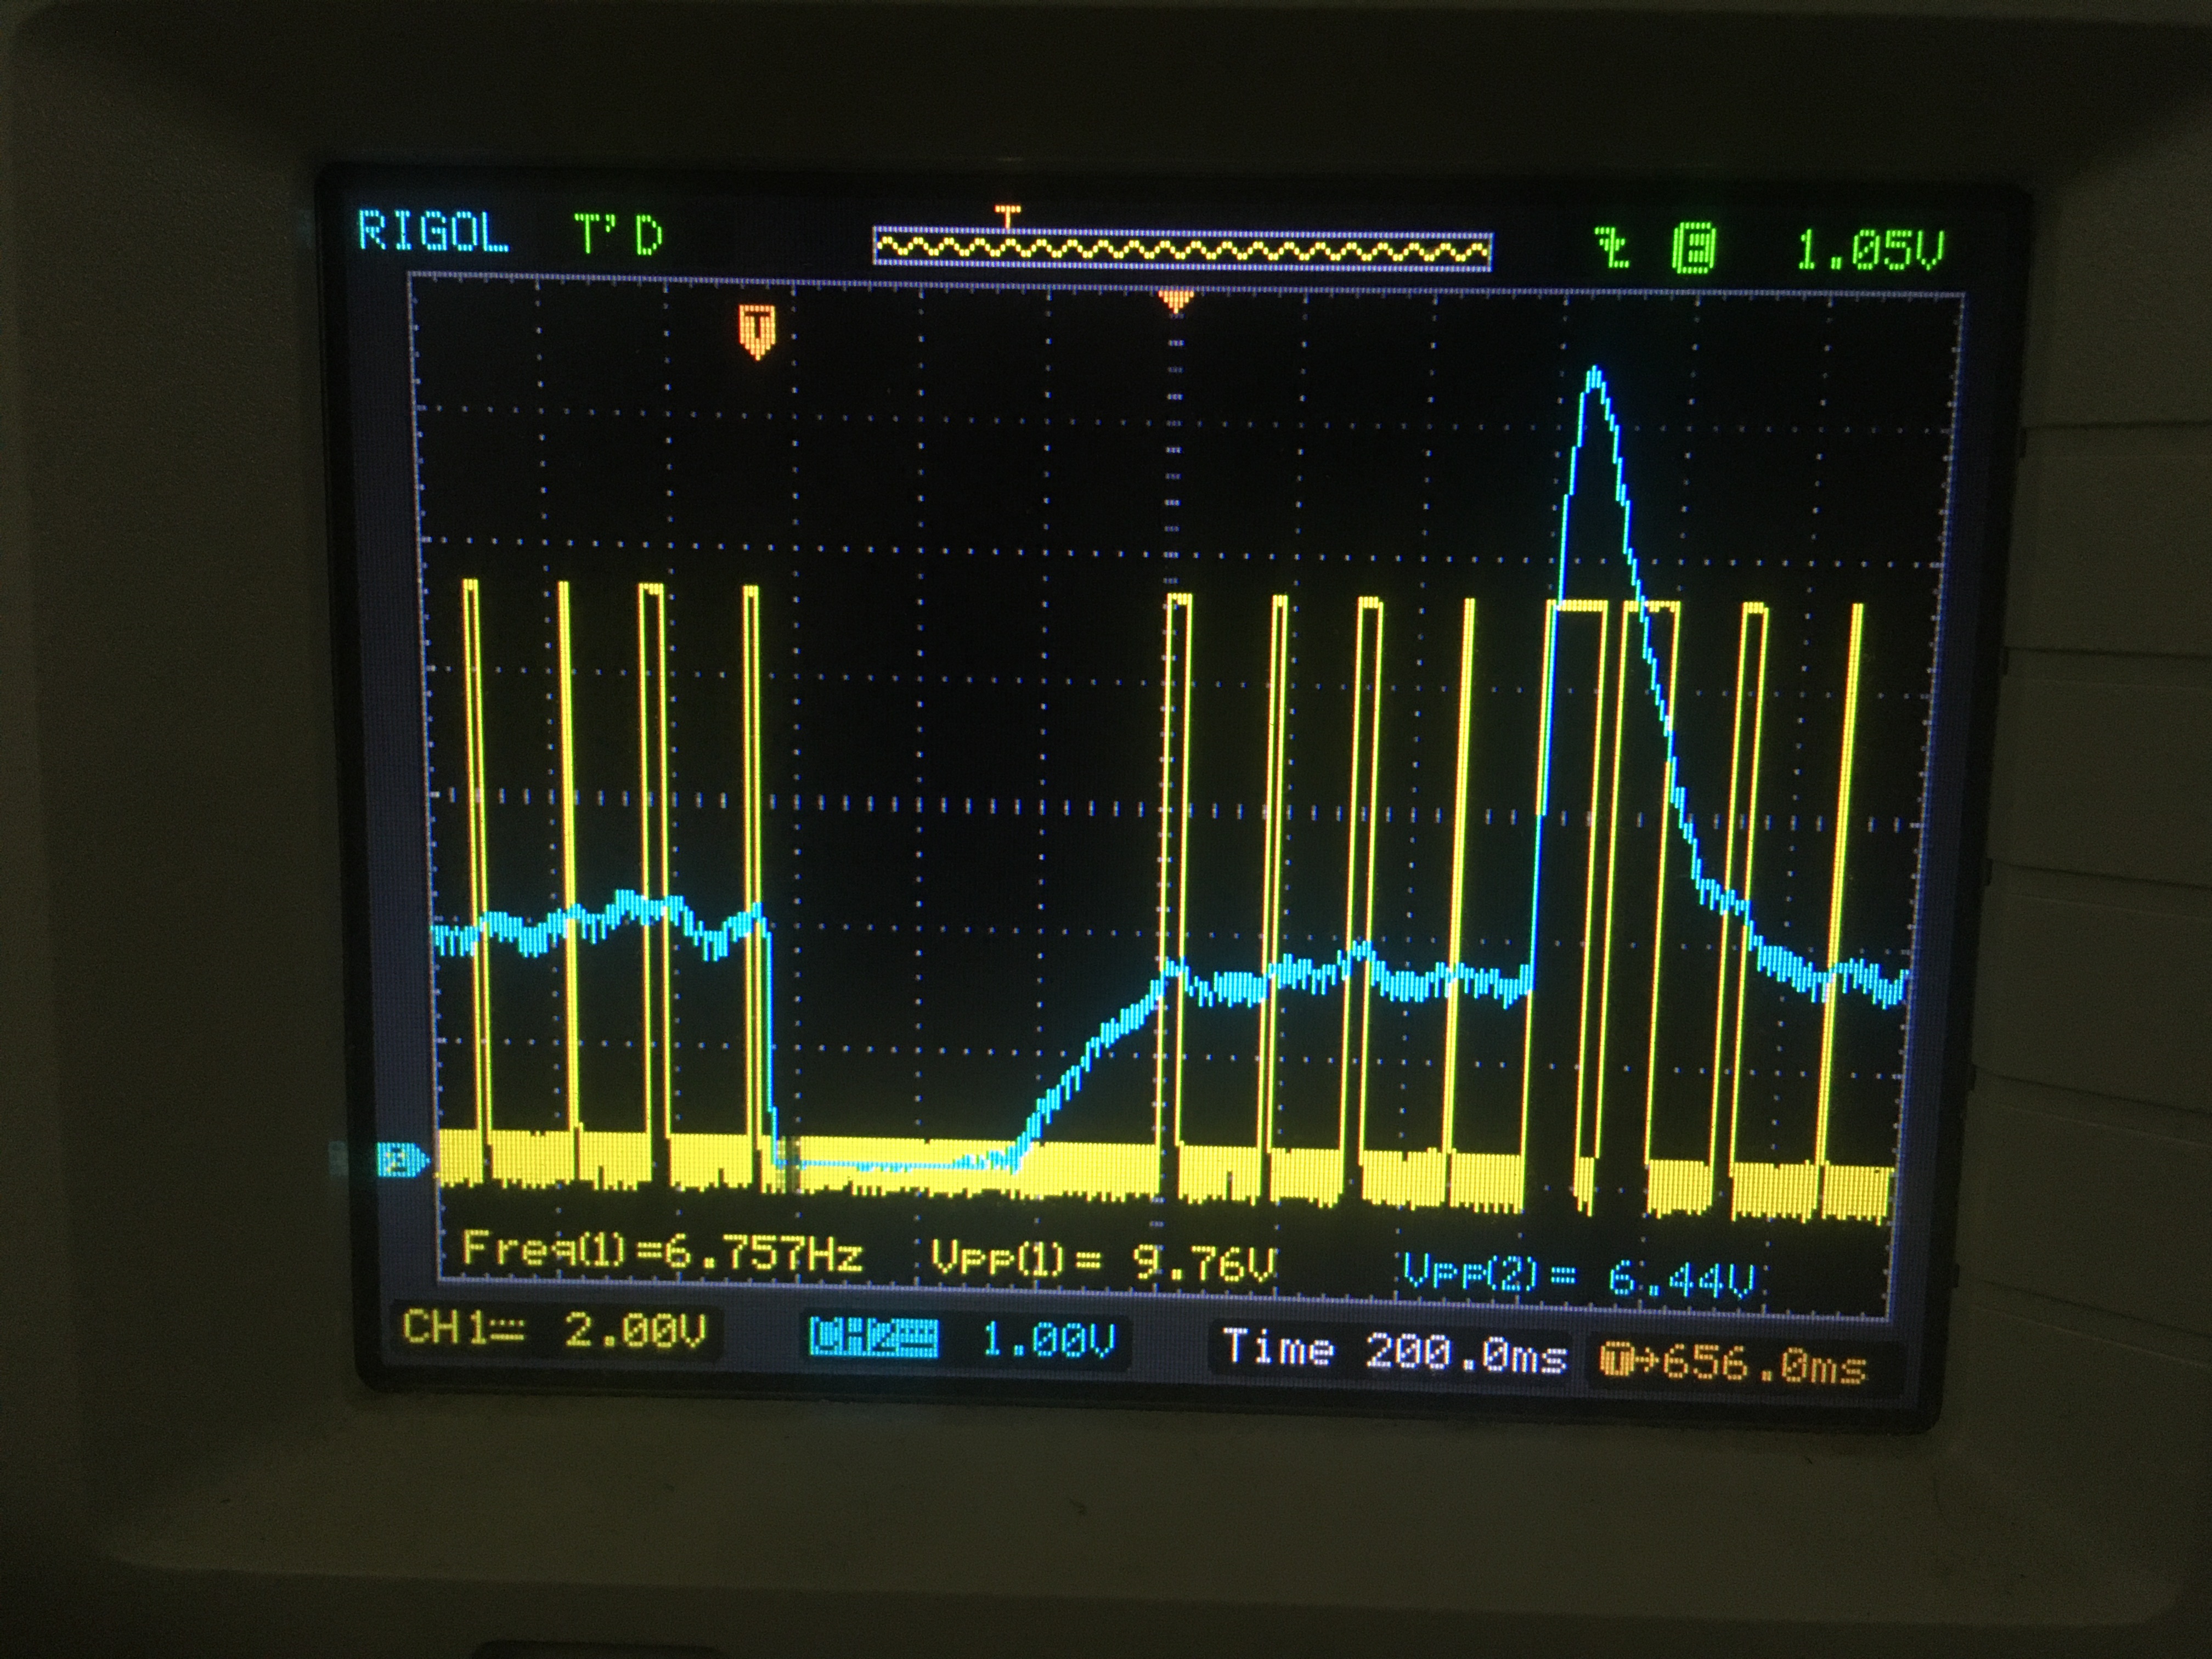 RIGOL T'D T 1.05V
T
2
Freq(1)=6.757Hz Vpp(1)= 9.76V Vpp(2)= 6.44V
CH1 2.00V CH2 1.00V Time 200.0ms T→656.0ms